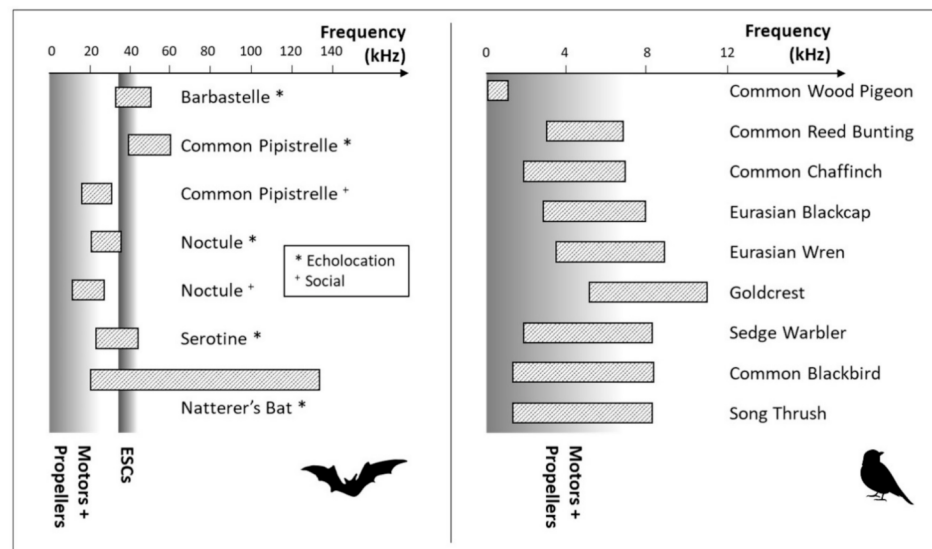 Frequency
(kHz)
0 20 40 60 80 100 120 140
Barbastelle *
Common Pipistrelle *
Common Pipistrelle +
Noctule *
* Echolocation
+ Social
Noctule +
Serotine *
Natterer's Bat *
Motors +
Propellers
ESCs
Frequency
(kHz)
0 4 8 12
Common Wood Pigeon
Common Reed Bunting
Common Chaffinch
Eurasian Blackcap
Eurasian Wren
Goldcrest
Sedge Warbler
Common Blackbird
Song Thrush
Motors +
Propellers